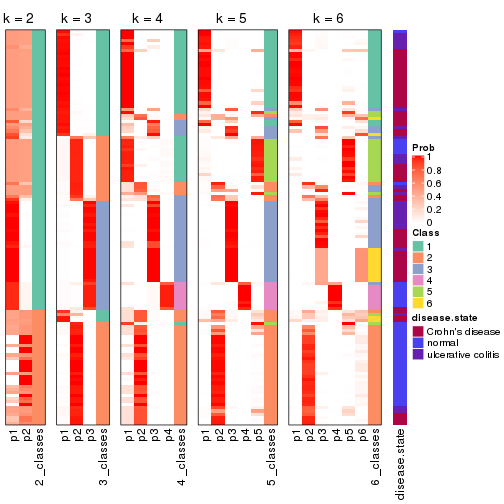 k = 2
k = 3
k = 4
k = 5
k = 6
Prob
1
0.8
0.6
0.4
0.2
0
Class
1
2
3
4
5
6
disease.state
Crohn's disease
normal
ulcerative colitis
p1
p2
2_classes
p1
p2
p3
3_classes
p1
p2
p3
p4
4_classes
p1
p2
p3
p4
p5
5_classes
p1
p2
p3
p4
p5
p6
6_classes
disease.state